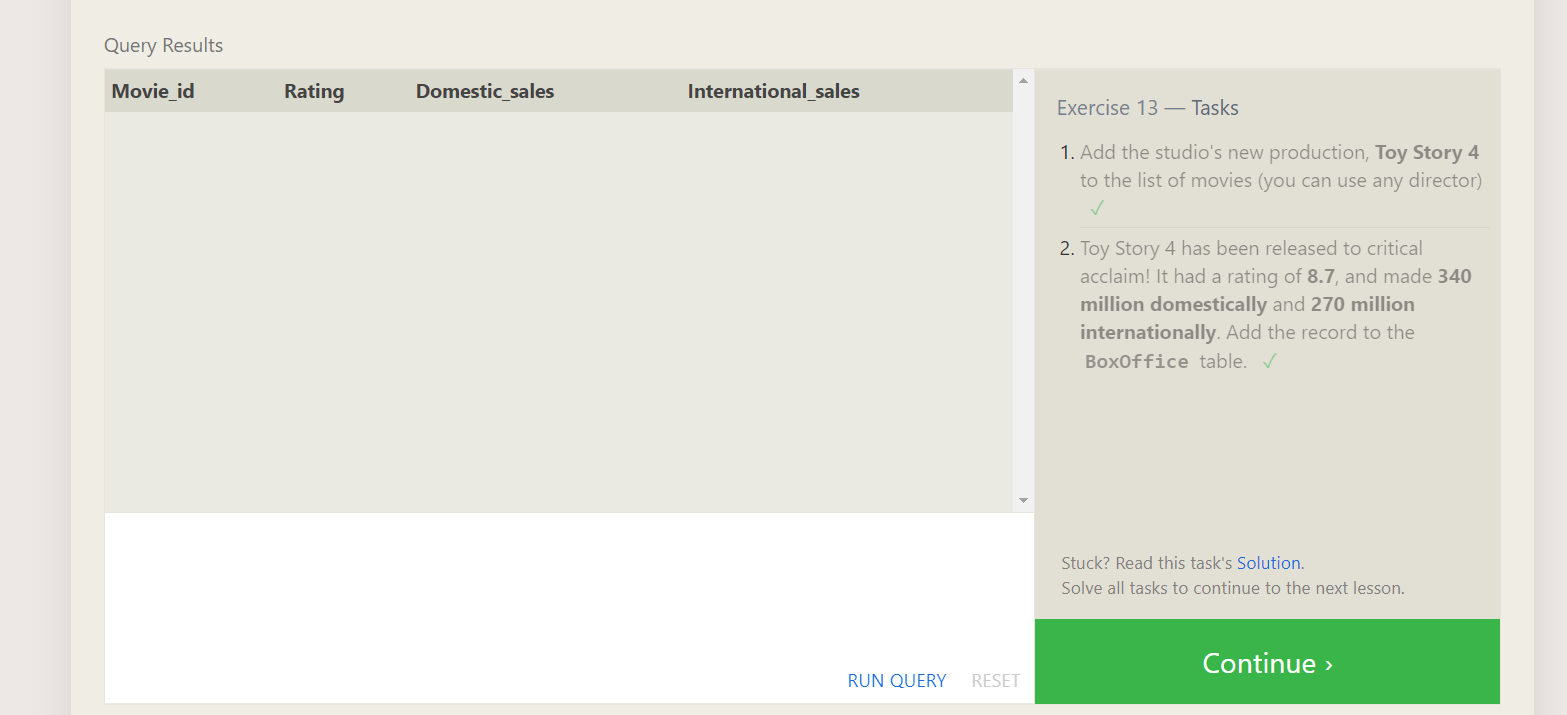 Query Results
Movie_id Rating Domestic_sales International_sales
Exercise 13 — Tasks
1. Add the studio's new production, Toy Story 4
to the list of movies (you can use any director)
✓
2. Toy Story 4 has been released to critical
acclaim! It had a rating of 8.7, and made 340
million domestically and 270 million
internationally. Add the record to the
BoxOffice table. ✓
Stuck? Read this task's Solution.
Solve all tasks to continue to the next lesson.
RUN QUERY RESET
Continue ›